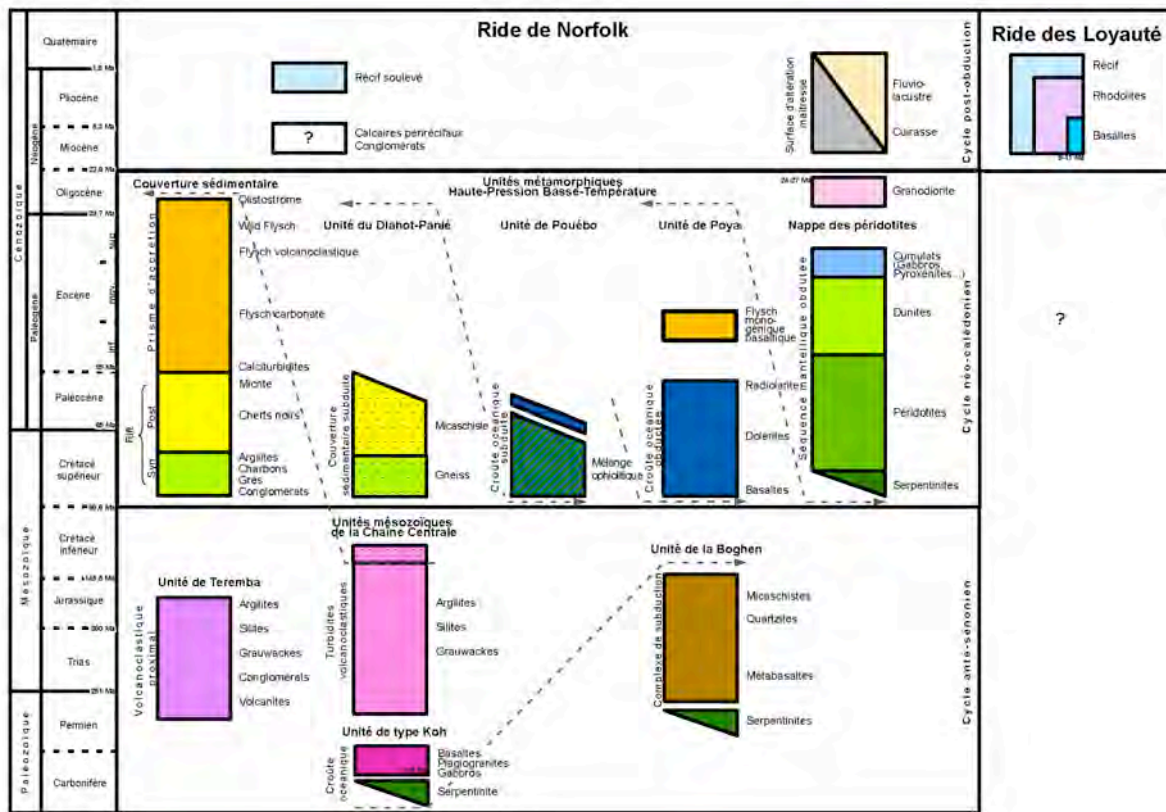 Ride de Norfolk
Ride des Loyauté
Cénozoïque
Néogène
Paléogène
Mésozoïque
Paléozoïque
Quaternaire
Pliocène
Miocène
Oligocène
Eocène
Paléocène
Crétacé
supérieur
Crétacé
inférieur
Jurassique
Trias
Permien
Carbonifère
Récif soulevé
?
Calcaires périrécifaux
Conglomérats
Surface d'altération
maîtresse
Fluvio-
lacustre
Cuirasse
Cycle post-obduction
Récif
Rhodolites
Basaltes
Couverture sédimentaire
Prisme d'accrétion
Olistostrome
Wild Flysch
Flysch volcanoclastique
Flysch carbonaté
Calciturbidites
Rift
Post
Syn
Micrite
Cherts noirs
Argilites
Charbons
Grès
Conglomérats
Unités métamorphiques
Haute-Pression Basse-Température
Unité du Diahot-Panié
Couverture
sédimentaire subduite
Micaschiste
Gneiss
Unité de Pouébo
Croûte océanique
subduite
Mélange
ophiolitique
Unité de Poya
Flysch
mono-
génique
basaltique
Croûte océanique
obductée
Radiolarite
Dolérites
Basaltes
24-27 Ma
Granodiorite
Nappe des péridotites
Séquence mantellique obductée
Cumulats
(Gabbros,
Pyroxénites...)
Dunites
Péridotites
Serpentinites
Cycle néo-calédonien
?
Unité de Teremba
Volcanoclastique
proximal
Argilites
Silites
Grauwackes
Conglomérats
Volcanites
Unités mésozoïques
de la Chaîne Centrale
Turbidites
volcanoclastiques
Argilites
Silites
Grauwackes
Unité de type Koh
Croûte
océanique
Basaltes
Plagiogranites
Gabbros
Serpentinite
Unité de la Boghen
Complexe de subduction
Micaschistes
Quartzites
Métabasaltes
Serpentinites
Cycle anté-sénonien